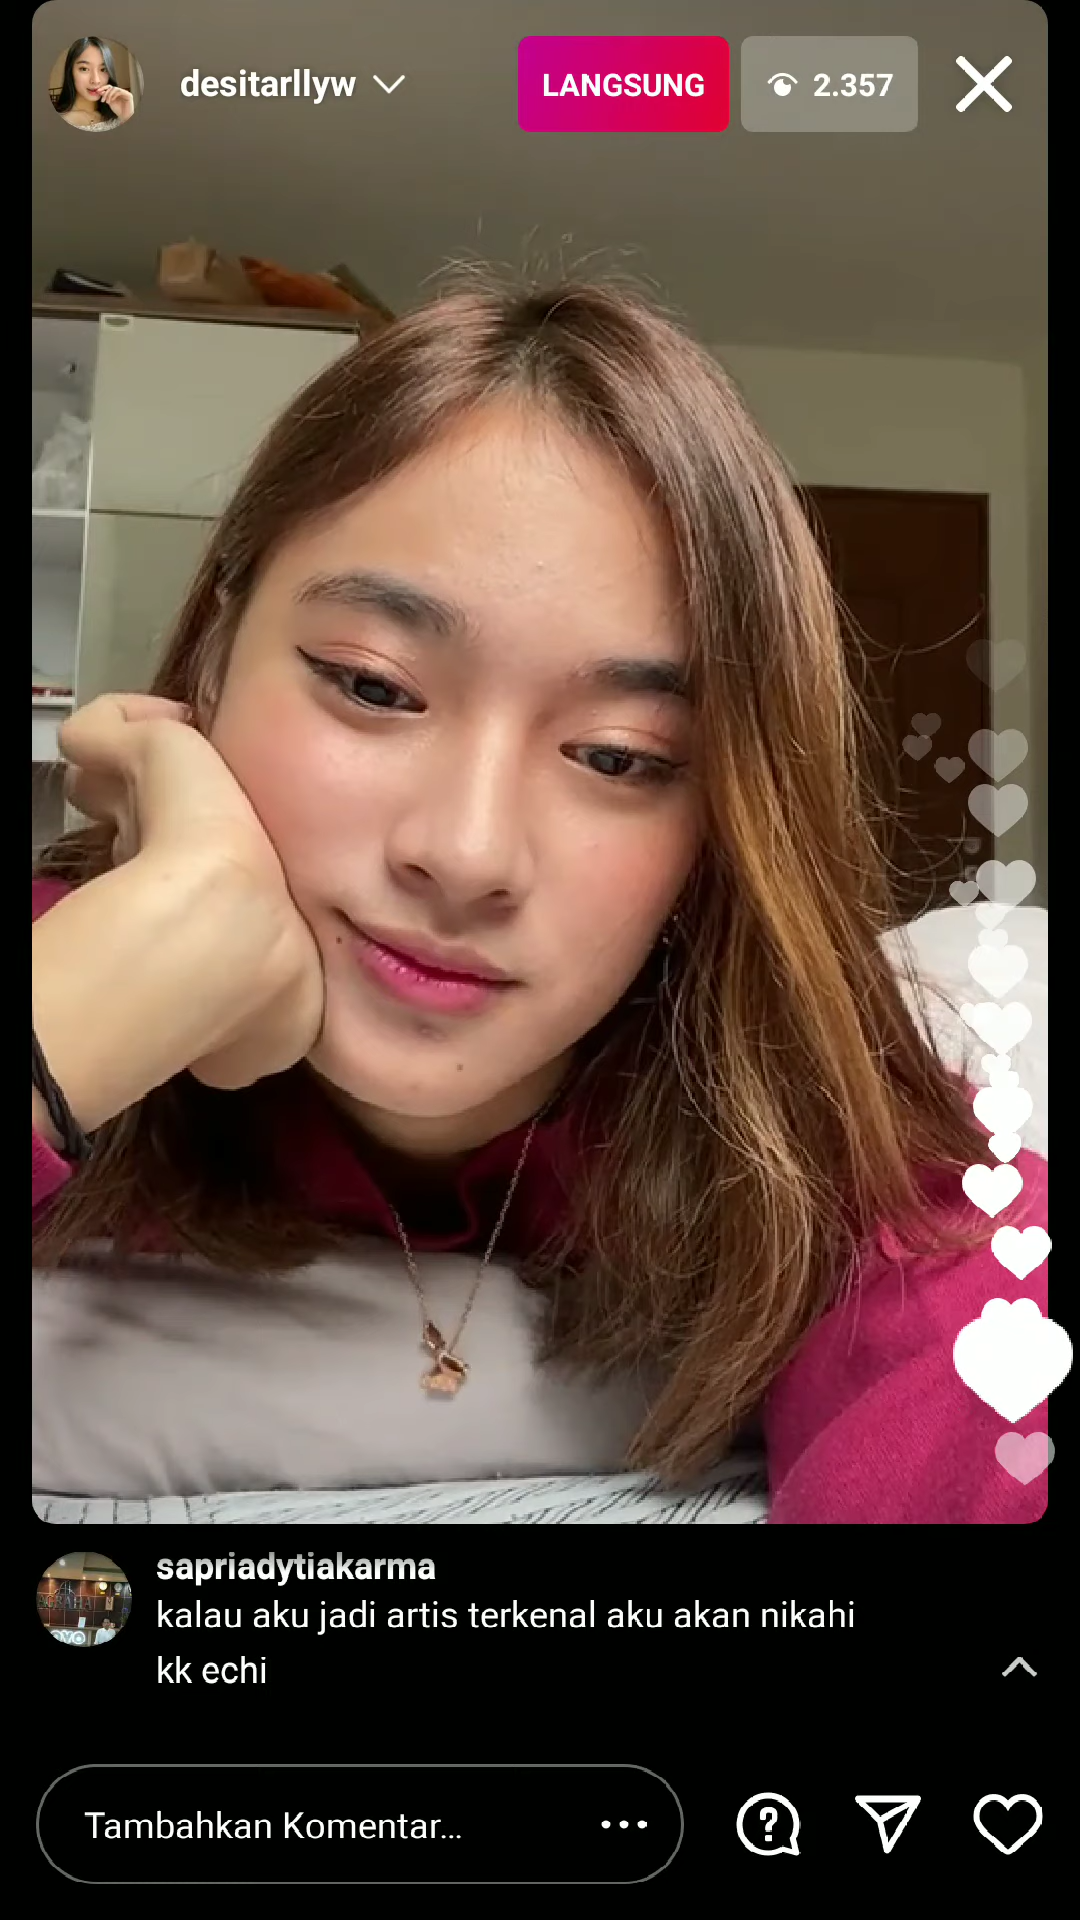 desitarllyw
LANGSUNG
2.357
sapriadytiakarma
kalau aku jadi artis terkenal aku akan nikahi
kk echi
Tambahkan Komentar...